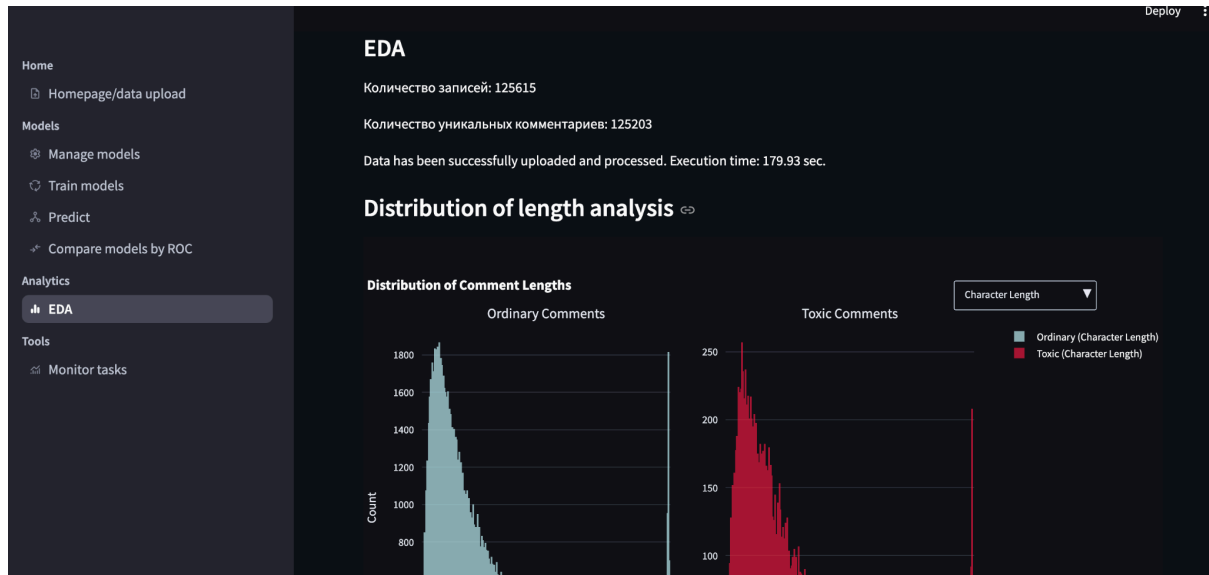 Deploy
Home
Homepage/data upload
Models
Manage models
Train models
Predict
Compare models by ROC
Analytics
EDA
Tools
Monitor tasks
EDA
Количество записей: 125615
Количество уникальных комментариев: 125203
Data has been successfully uploaded and processed. Execution time: 179.93 sec.
Distribution of length analysis
Distribution of Comment Lengths
Character Length
Ordinary Comments
Toxic Comments
Ordinary (Character Length)
Toxic (Character Length)
Count
1800
1600
1400
1200
1000
800
250
200
150
100